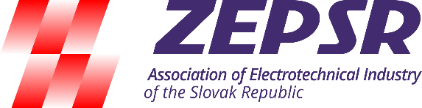 ZEPSR
Association of Electrotechnical Industry
of the Slovak Republic